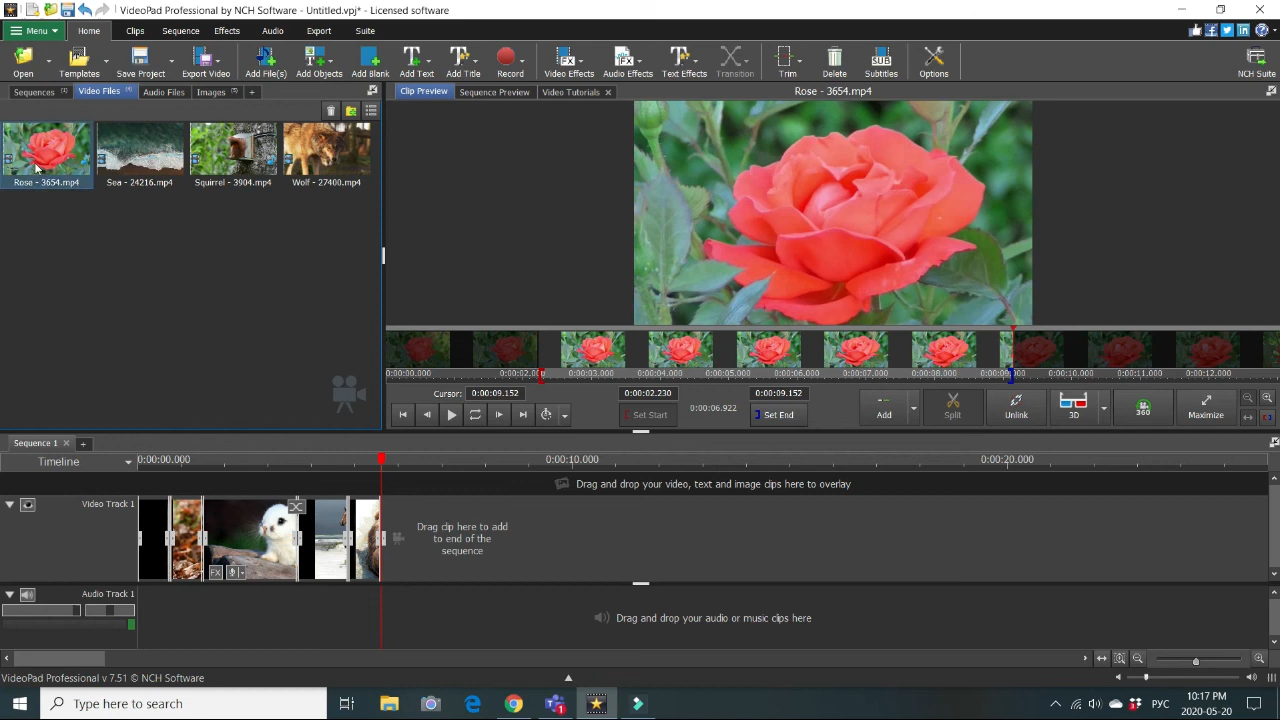 VideoPad Professional by NCH Software - Untitled.vpj* - Licensed software
Menu Home Clips Sequence Effects Audio Export Suite
Open Templates Save Project Export Video Add File(s) Add Objects Add Blank Add Text Add Title Record Video Effects Audio Effects Text Effects Transition Trim Delete Subtitles Options NCH Suite
Sequences (1) Video Files (4) Audio Files Images (5) +
Clip Preview Sequence Preview Video Tutorials Rose - 3654.mp4
Rose - 3654.mp4 Sea - 24216.mp4 Squirrel - 3904.mp4 Wolf - 27400.mp4
0:00:00.000 0:00:03.000 0:00:04.000 0:00:05.000 0:00:06.000 0:00:07.000 0:00:08.000 0:00:10.000 0:00:11.000 0:00:12.000
Cursor: 0:00:09.152 0:00:02.230 0:00:06.922 0:00:09.152
Set Start Set End
Add Split Unlink 3D 360 Maximize
Sequence 1
Timeline 0:00:00.000 0:00:10.000 0:00:20.000
Drag and drop your video, text and image clips here to overlay
Video Track 1
Drag clip here to add
to end of the
sequence
FX
Audio Track 1
Drag and drop your audio or music clips here
VideoPad Professional v 7.51 © NCH Software
Type here to search
РУС
10:17 PM
2020-05-20